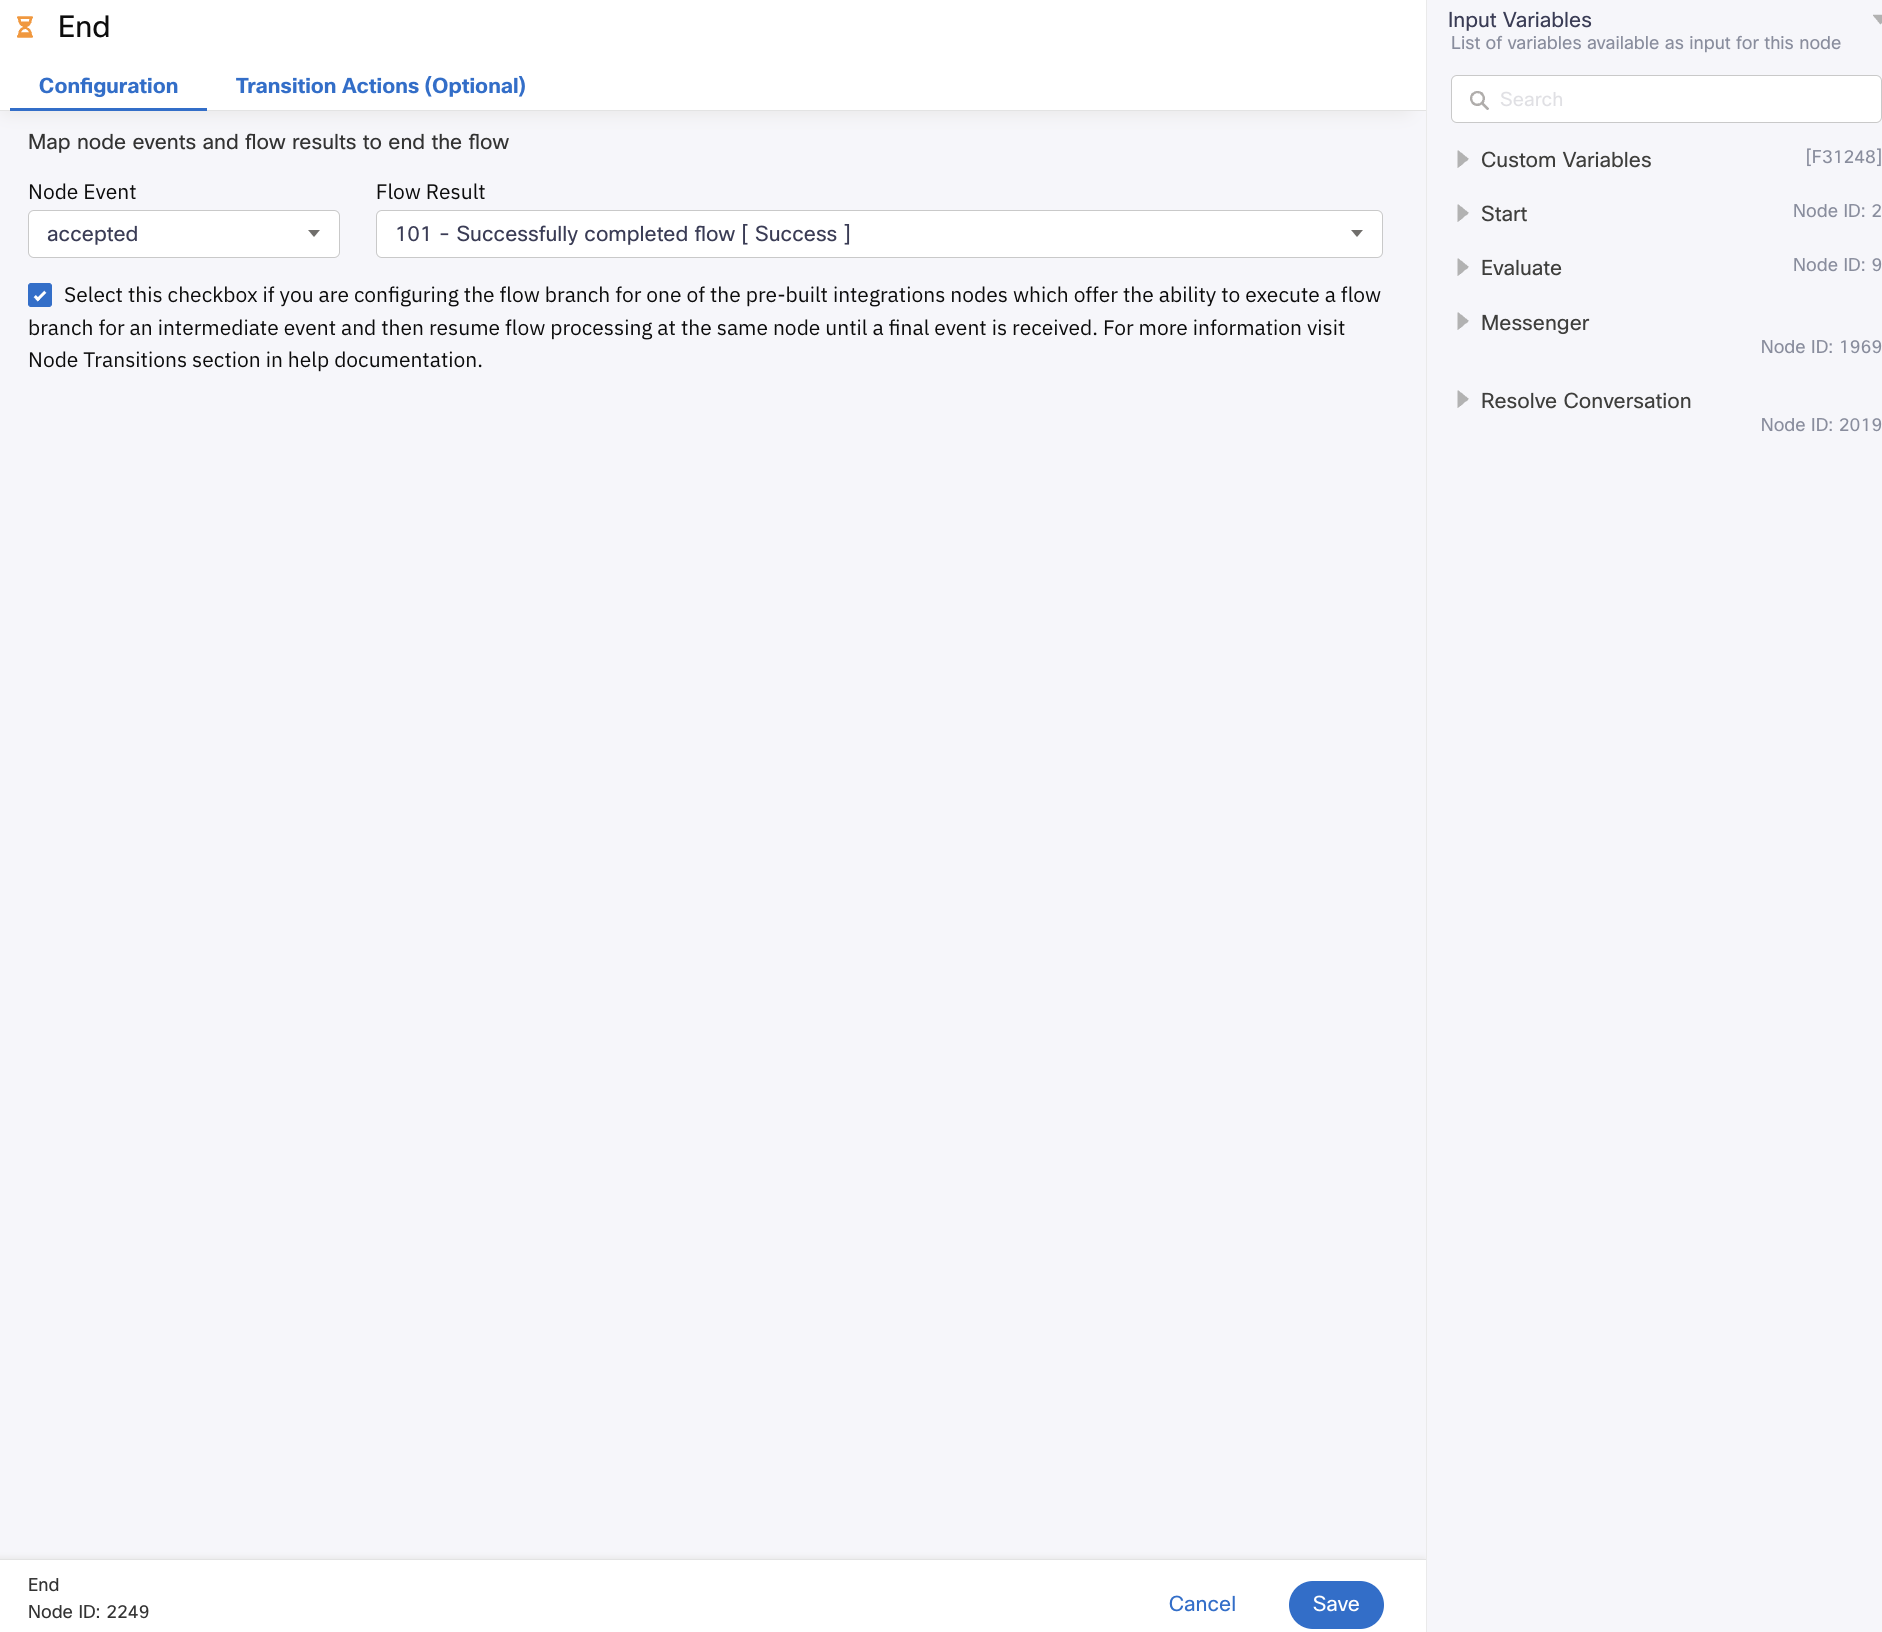 End
Configuration
Transition Actions (Optional)
Map node events and flow results to end the flow
Node Event
Flow Result
accepted
101 - Successfully completed flow [ Success ]
Select this checkbox if you are configuring the flow branch for one of the pre-built integrations nodes which offer the ability to execute a flow
branch for an intermediate event and then resume flow processing at the same node until a final event is received. For more information visit
Node Transitions section in help documentation.
Input Variables
List of variables available as input for this node
Search
Custom Variables
[F31248]
Start
Node ID: 2
Evaluate
Node ID: 9
Messenger
Node ID: 1969
Resolve Conversation
Node ID: 2019
End
Node ID: 2249
Cancel
Save